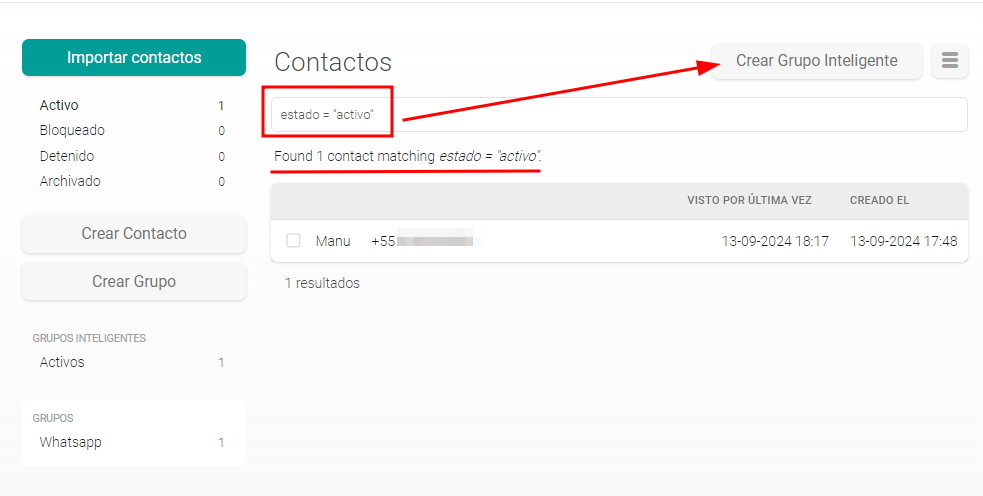 Importar contactos
Activo 1
Bloqueado 0
Detenido 0
Archivado 0
Crear Contacto
Crear Grupo
GRUPOS INTELIGENTES
Activos 1
GRUPOS
Whatsapp 1
Contactos
Crear Grupo Inteligente
estado = "activo"
Found 1 contact matching estado = "activo".
VISTO POR ÚLTIMA VEZ CREADO EL
Manu +55 13-09-2024 18:17 13-09-2024 17:48
1 resultados